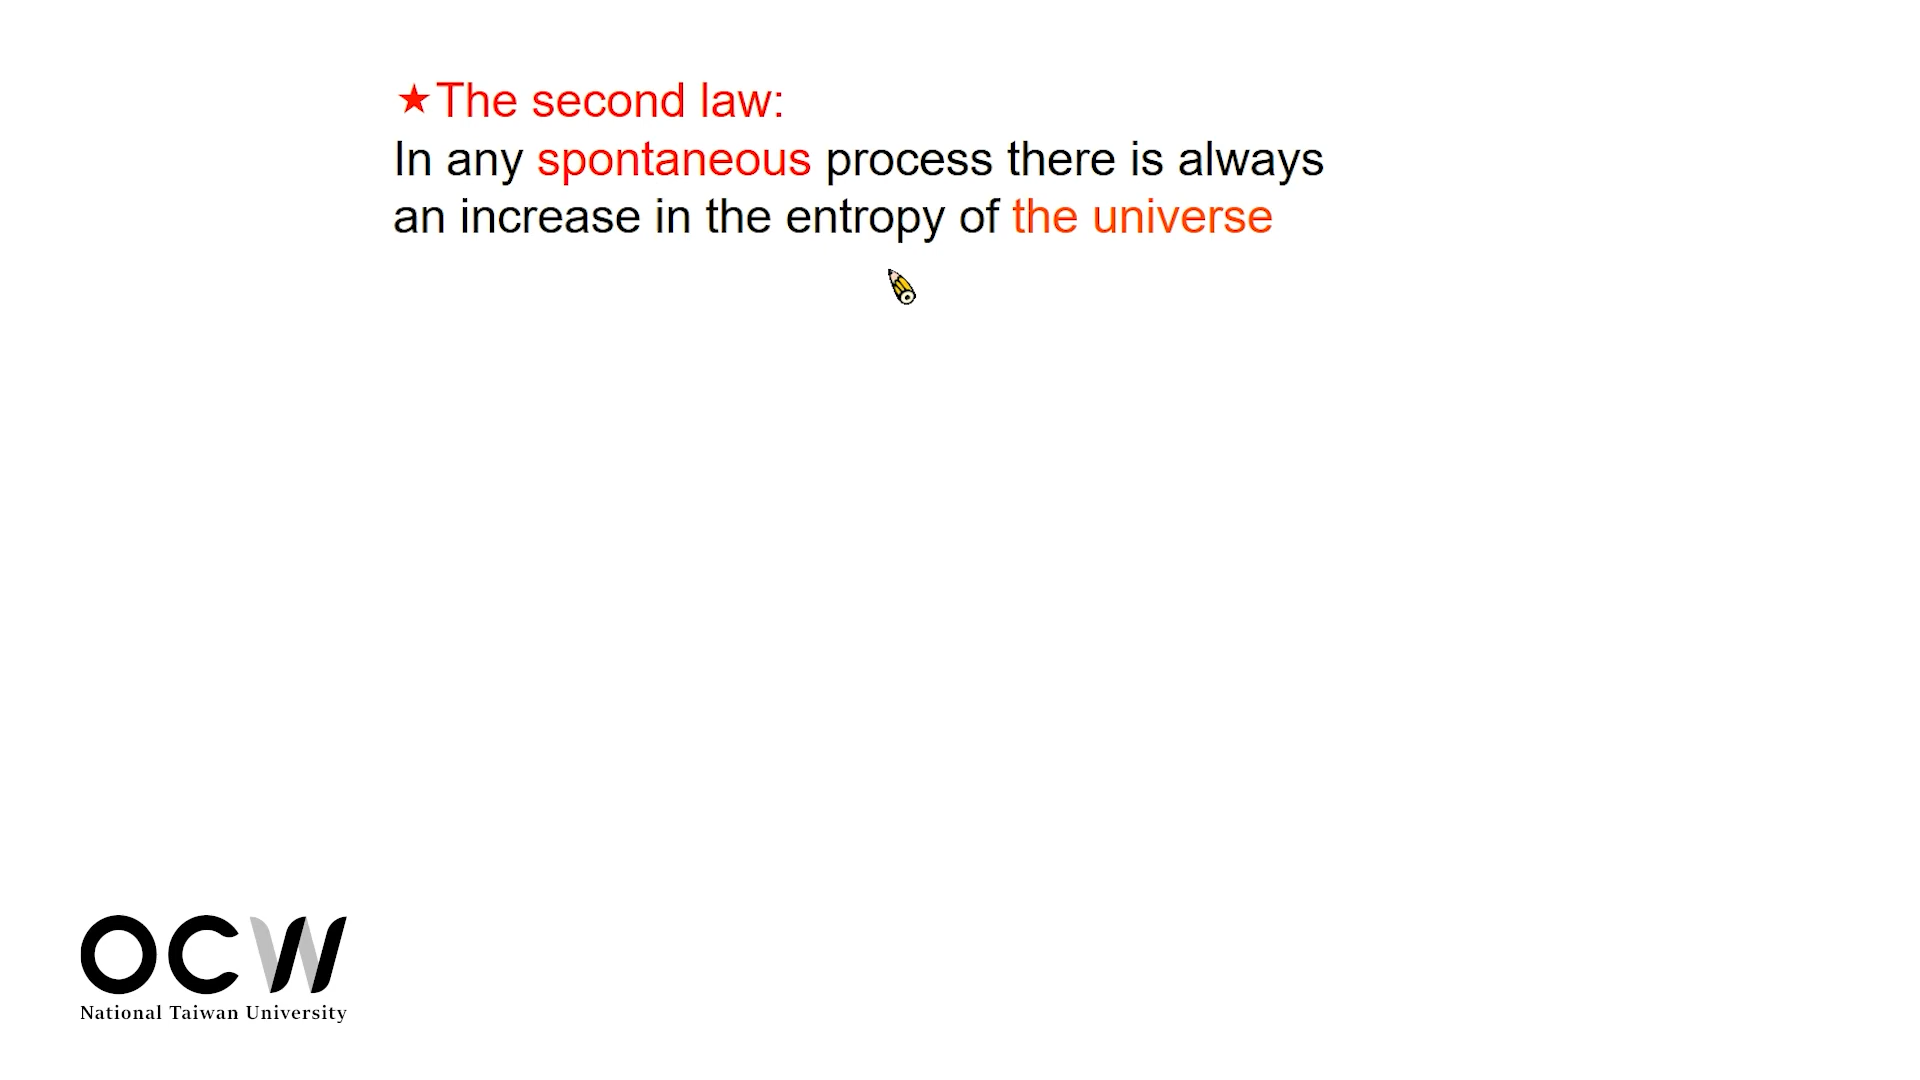 ★The second law:
In any spontaneous process there is always
an increase in the entropy of the universe
OCW
National Taiwan University